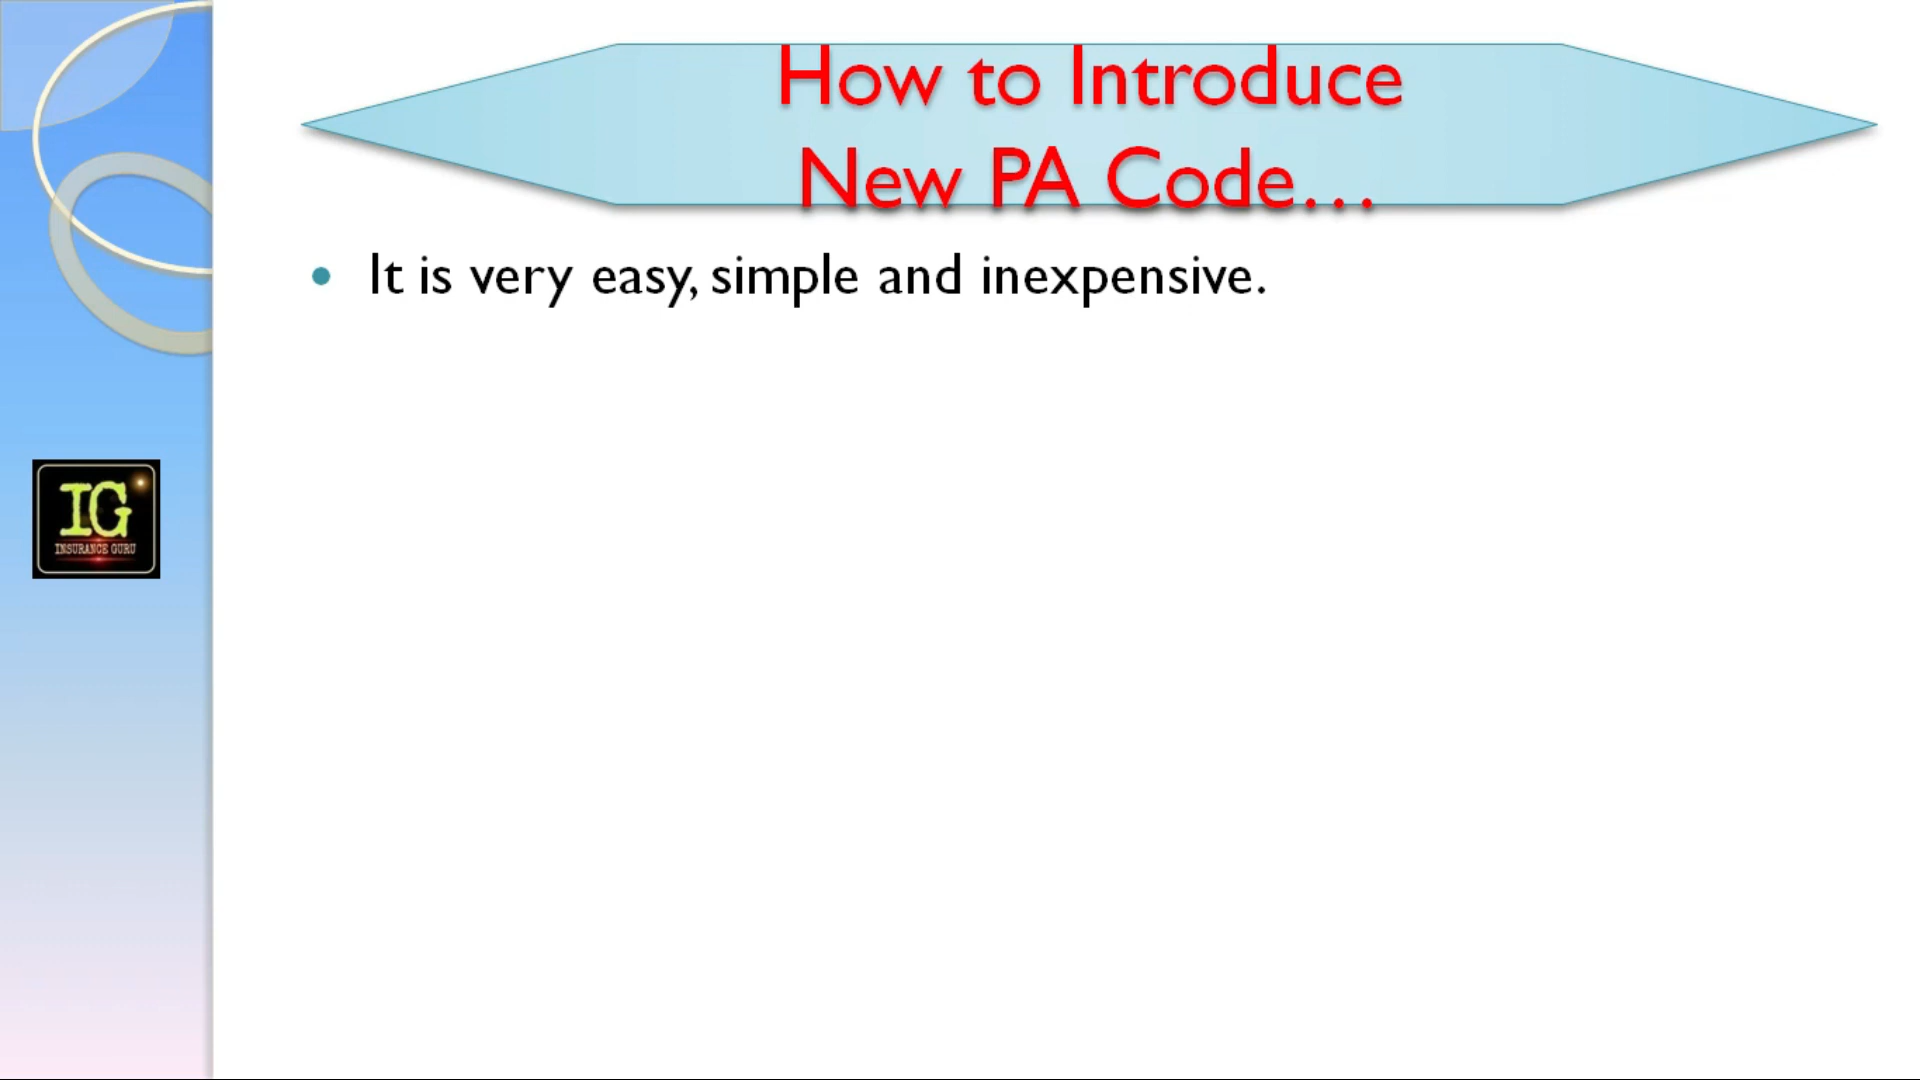 How to Introduce
New PA Code...
It is very easy, simple and inexpensive.
IG
INSURANCE GURU